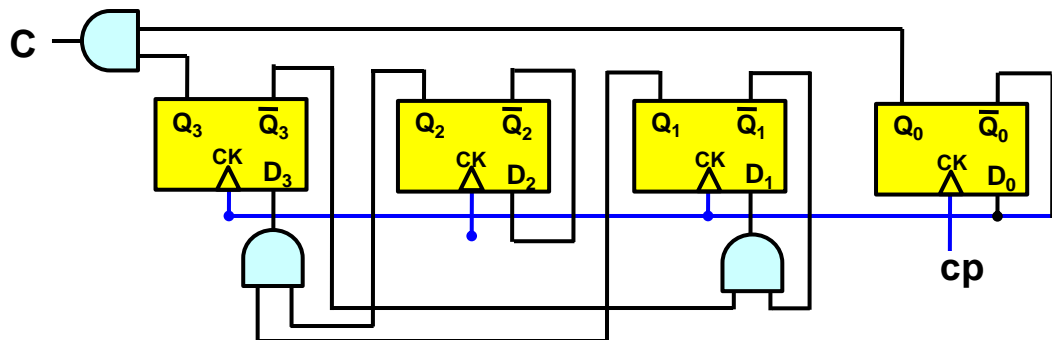 C
Q₃ Q̅₃ CK D₃
Q₂ Q̅₂ CK D₂
Q₁ Q̅₁ CK D₁
Q₀ Q̅₀ CK D₀
cp